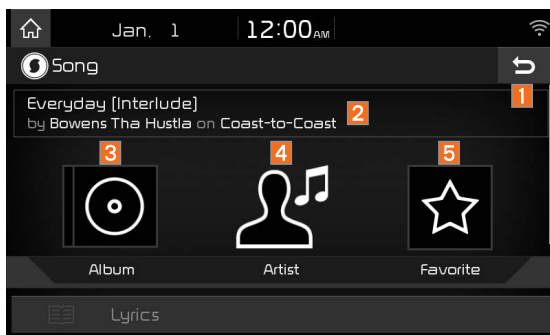 Jan. 1 12:00AM
Song
1
Everyday [Interlude]
by Bowens Tha Hustla on Coast-to-Coast 2
3 4 5
Album Artist Favorite
Lyrics